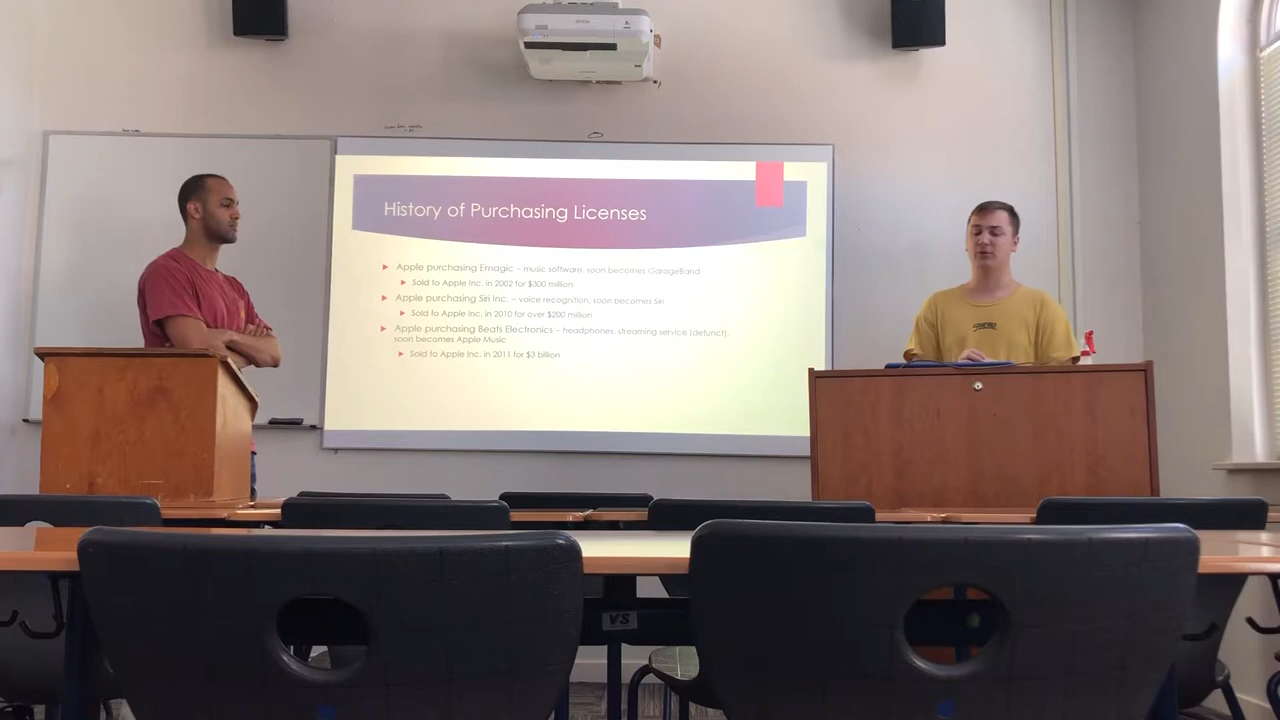 EPSON
History of Purchasing Licenses
Apple purchasing Emagic – music software, soon becomes GarageBand
Sold to Apple Inc. in 2002 for $300 million
Apple purchasing Siri Inc. – voice recognition, soon becomes Siri
Sold to Apple Inc. in 2010 for over $200 million
Apple purchasing Beats Electronics – headphones, streaming service (defunct),
soon becomes Apple Music
Sold to Apple Inc. in 2011 for $3 billion
VS